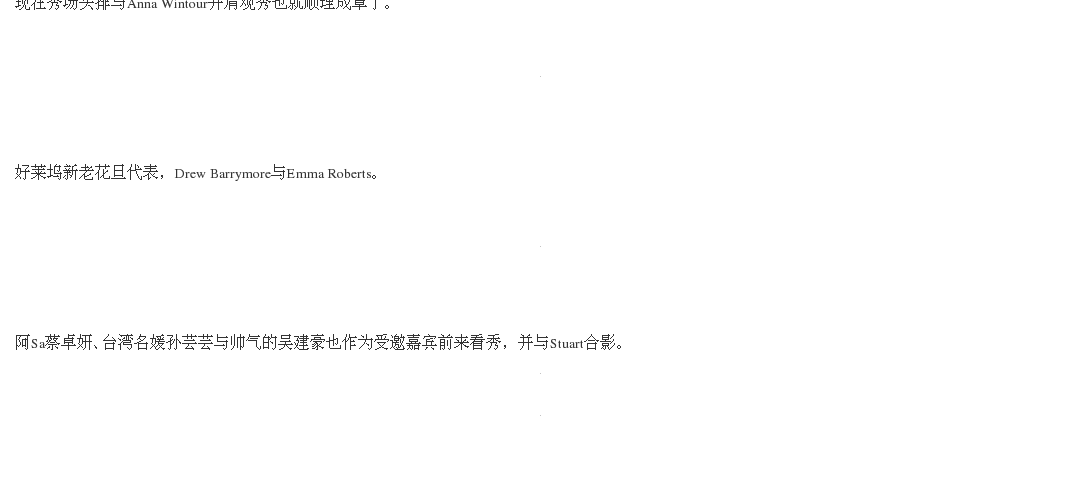 现在秀场头排与Anna Wintour并肩观秀也就顺理成章了。
好莱坞新老花旦代表，Drew Barrymore与Emma Roberts。
阿Sa蔡卓妍、台湾名媛孙芸芸与帅气的吴建豪也作为受邀嘉宾前来看秀，并与Stuart合影。